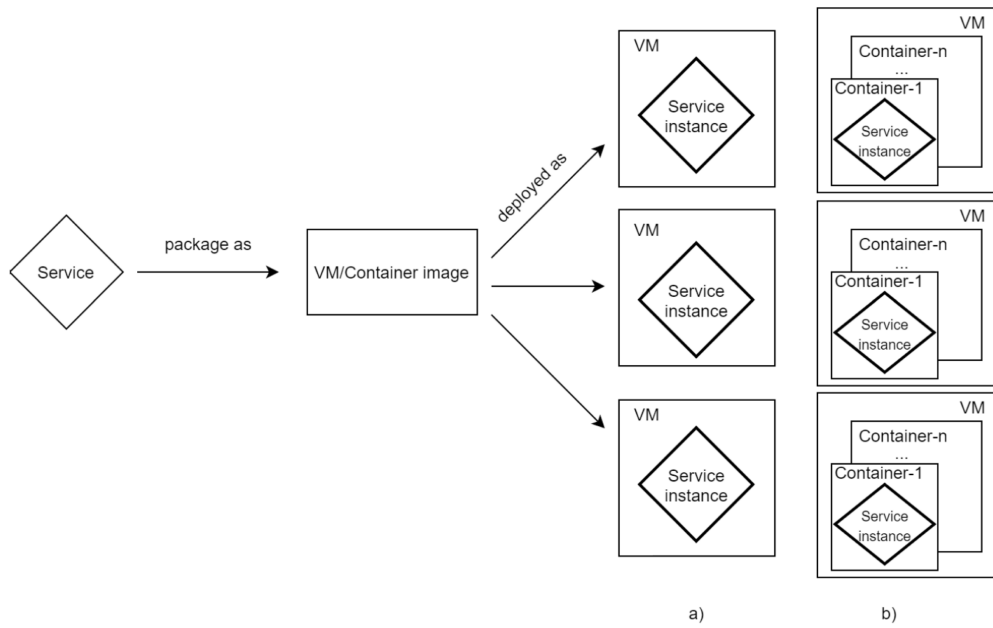 Service
package as
VM/Container image
deployed as
VM
Service
instance
VM
Service
instance
VM
Service
instance
a)
VM
Container-n
...
Container-1
Service
instance
VM
Container-n
...
Container-1
Service
instance
VM
Container-n
...
Container-1
Service
instance
b)